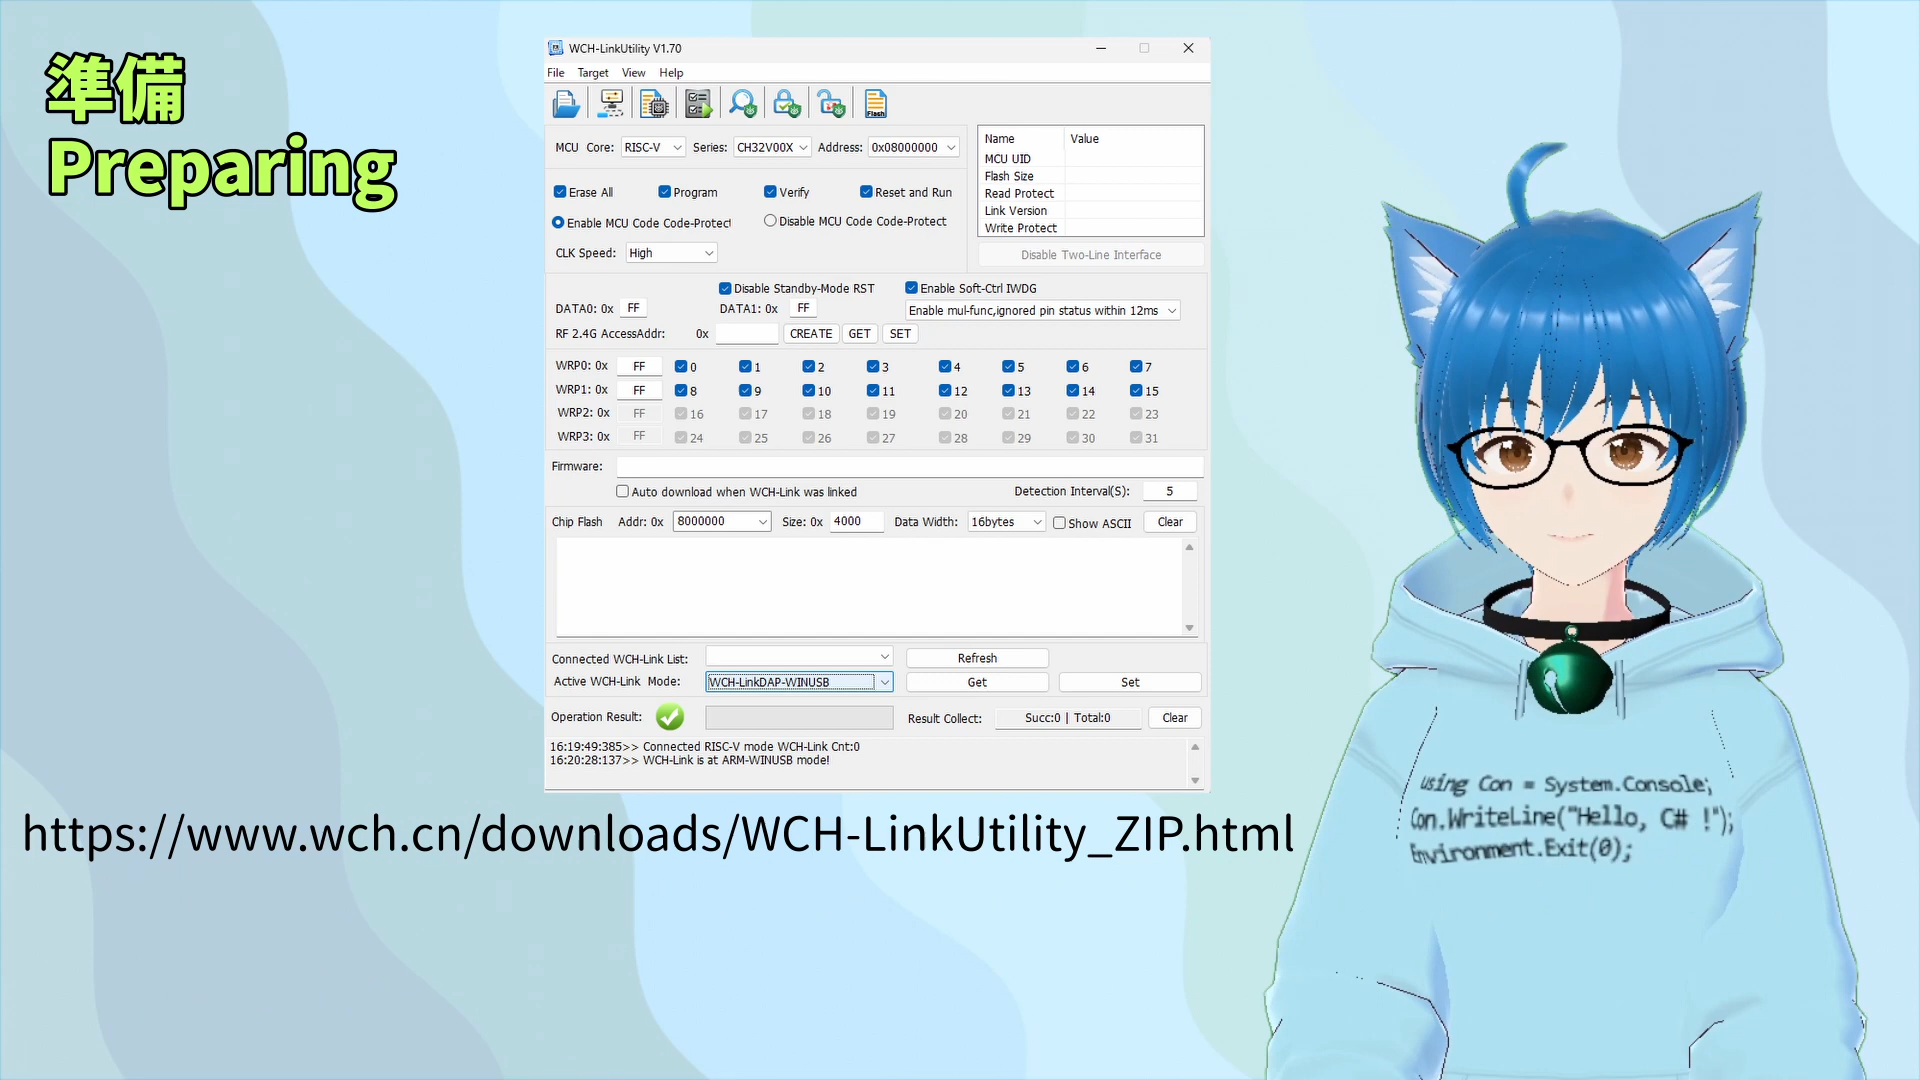 準備
Preparing
WCH-LinkUtility V1.70
File Target View Help
Flash
MCU Core: RISC-V Series: CH32V00X Address: 0x08000000
Erase All Program Verify Reset and Run
Enable MCU Code Code-Protect Disable MCU Code Code-Protect
CLK Speed: High
Name Value
MCU UID
Flash Size
Read Protect
Link Version
Write Protect
Disable Two-Line Interface
Disable Standby-Mode RST Enable Soft-Ctrl IWDG
DATA0: 0x FF DATA1: 0x FF Enable mul-func,ignored pin status within 12ms
RF 2.4G AccessAddr: 0x CREATE GET SET
WRP0: 0x FF 0 1 2 3 4 5 6 7
WRP1: 0x FF 8 9 10 11 12 13 14 15
WRP2: 0x FF 16 17 18 19 20 21 22 23
WRP3: 0x FF 24 25 26 27 28 29 30 31
Firmware:
Auto download when WCH-Link was linked Detection Interval(S): 5
Chip Flash Addr: 0x 8000000 Size: 0x 4000 Data Width: 16bytes Show ASCII Clear
Connected WCH-Link List: Refresh
Active WCH-Link Mode: WCH-LinkDAP-WINUSB Get Set
Operation Result: Result Collect: Succ:0 | Total:0 Clear
16:19:49:385>> Connected RISC-V mode WCH-Link Cnt:0
16:20:28:137>> WCH-Link is at ARM-WINUSB mode!
https://www.wch.cn/downloads/WCH-LinkUtility_ZIP.html
using Con = System.Console;
Con.WriteLine("Hello, C# !");
Environment.Exit(0);